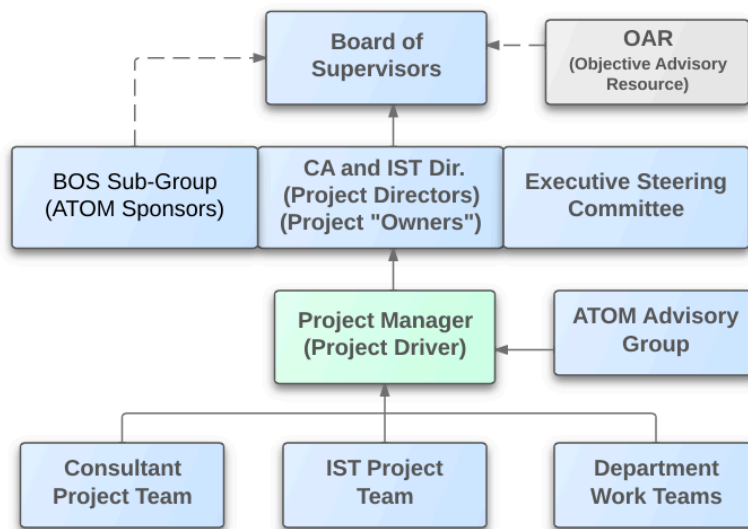 Board of
Supervisors
OAR
(Objective Advisory
Resource)
BOS Sub-Group
(ATOM Sponsors)
CA and IST Dir.
(Project Directors)
(Project "Owners")
Executive Steering
Committee
Project Manager
(Project Driver)
ATOM Advisory
Group
Consultant
Project Team
IST Project
Team
Department
Work Teams